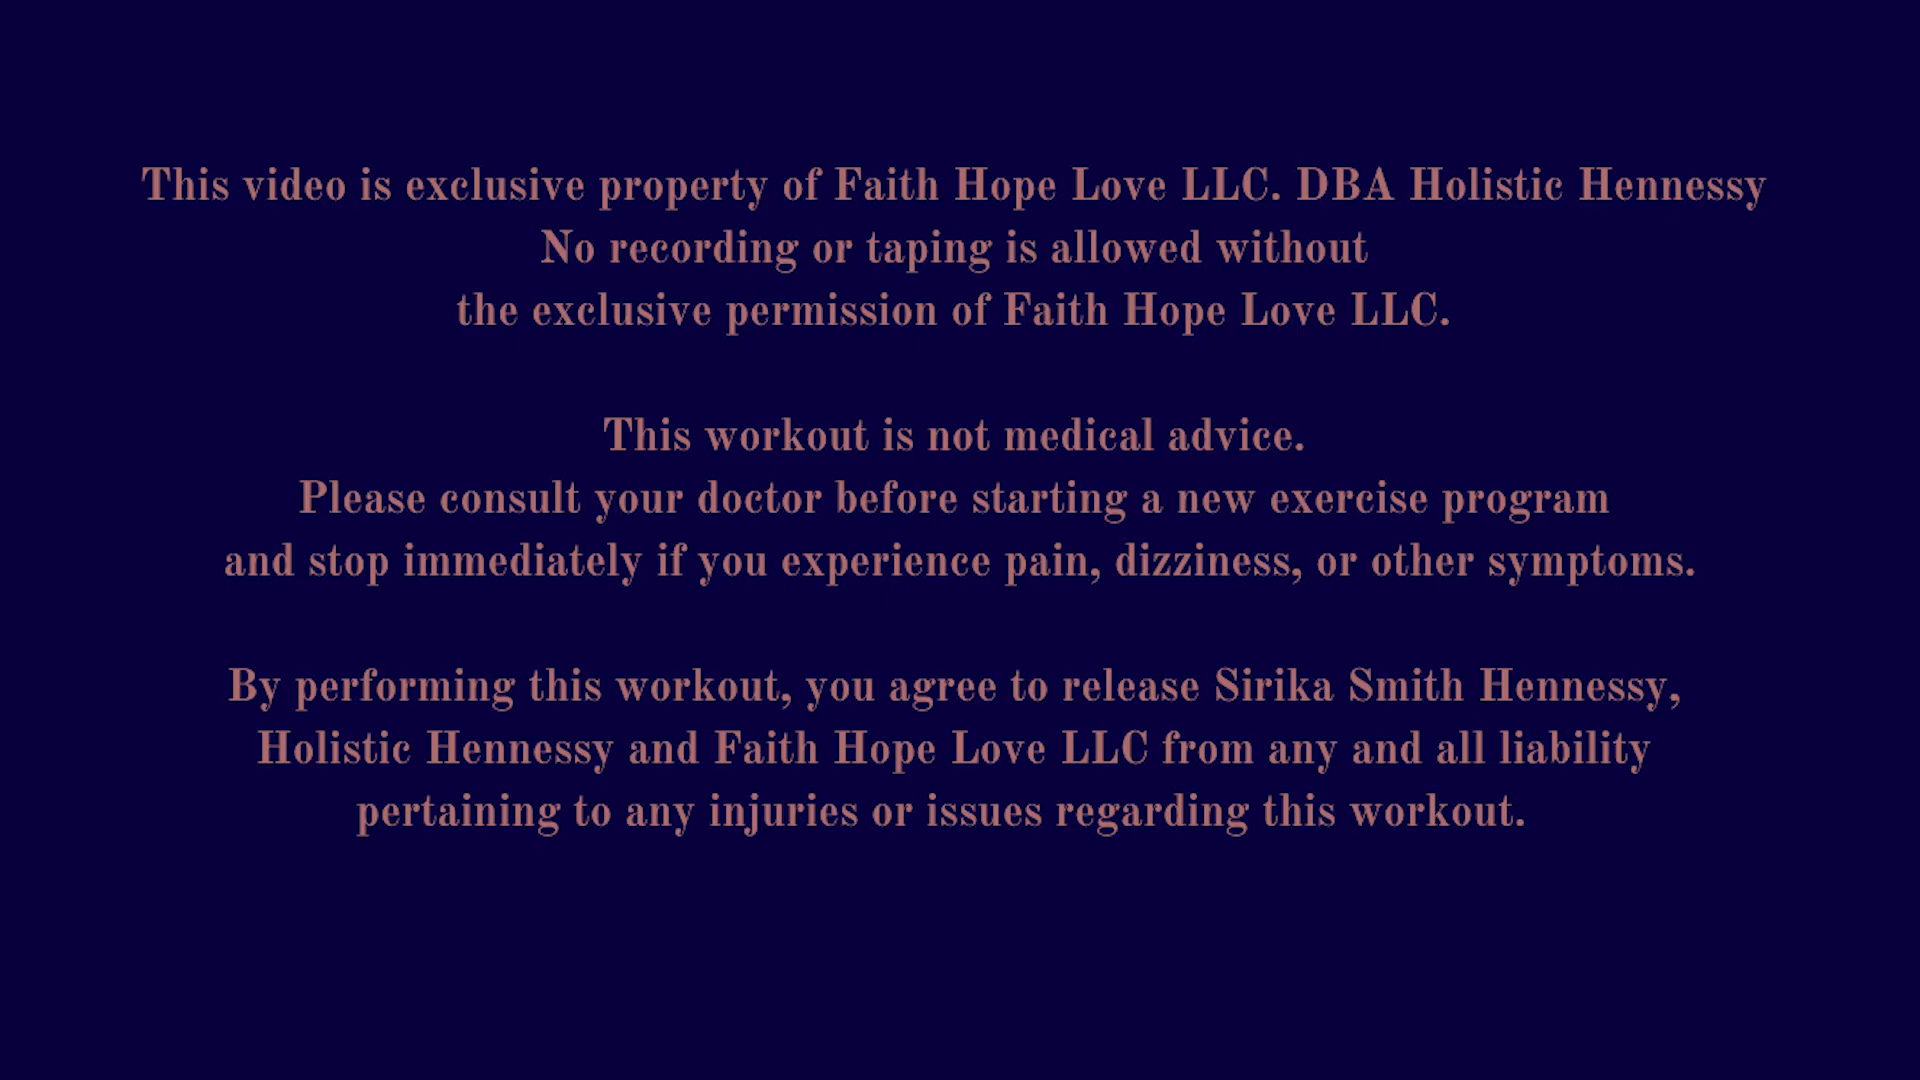 This video is exclusive property of Faith Hope Love LLC. DBA Holistic Hennessy
No recording or taping is allowed without
the exclusive permission of Faith Hope Love LLC.
This workout is not medical advice.
Please consult your doctor before starting a new exercise program
and stop immediately if you experience pain, dizziness, or other symptoms.
By performing this workout, you agree to release Sirika Smith Hennessy,
Holistic Hennessy and Faith Hope Love LLC from any and all liability
pertaining to any injuries or issues regarding this workout.